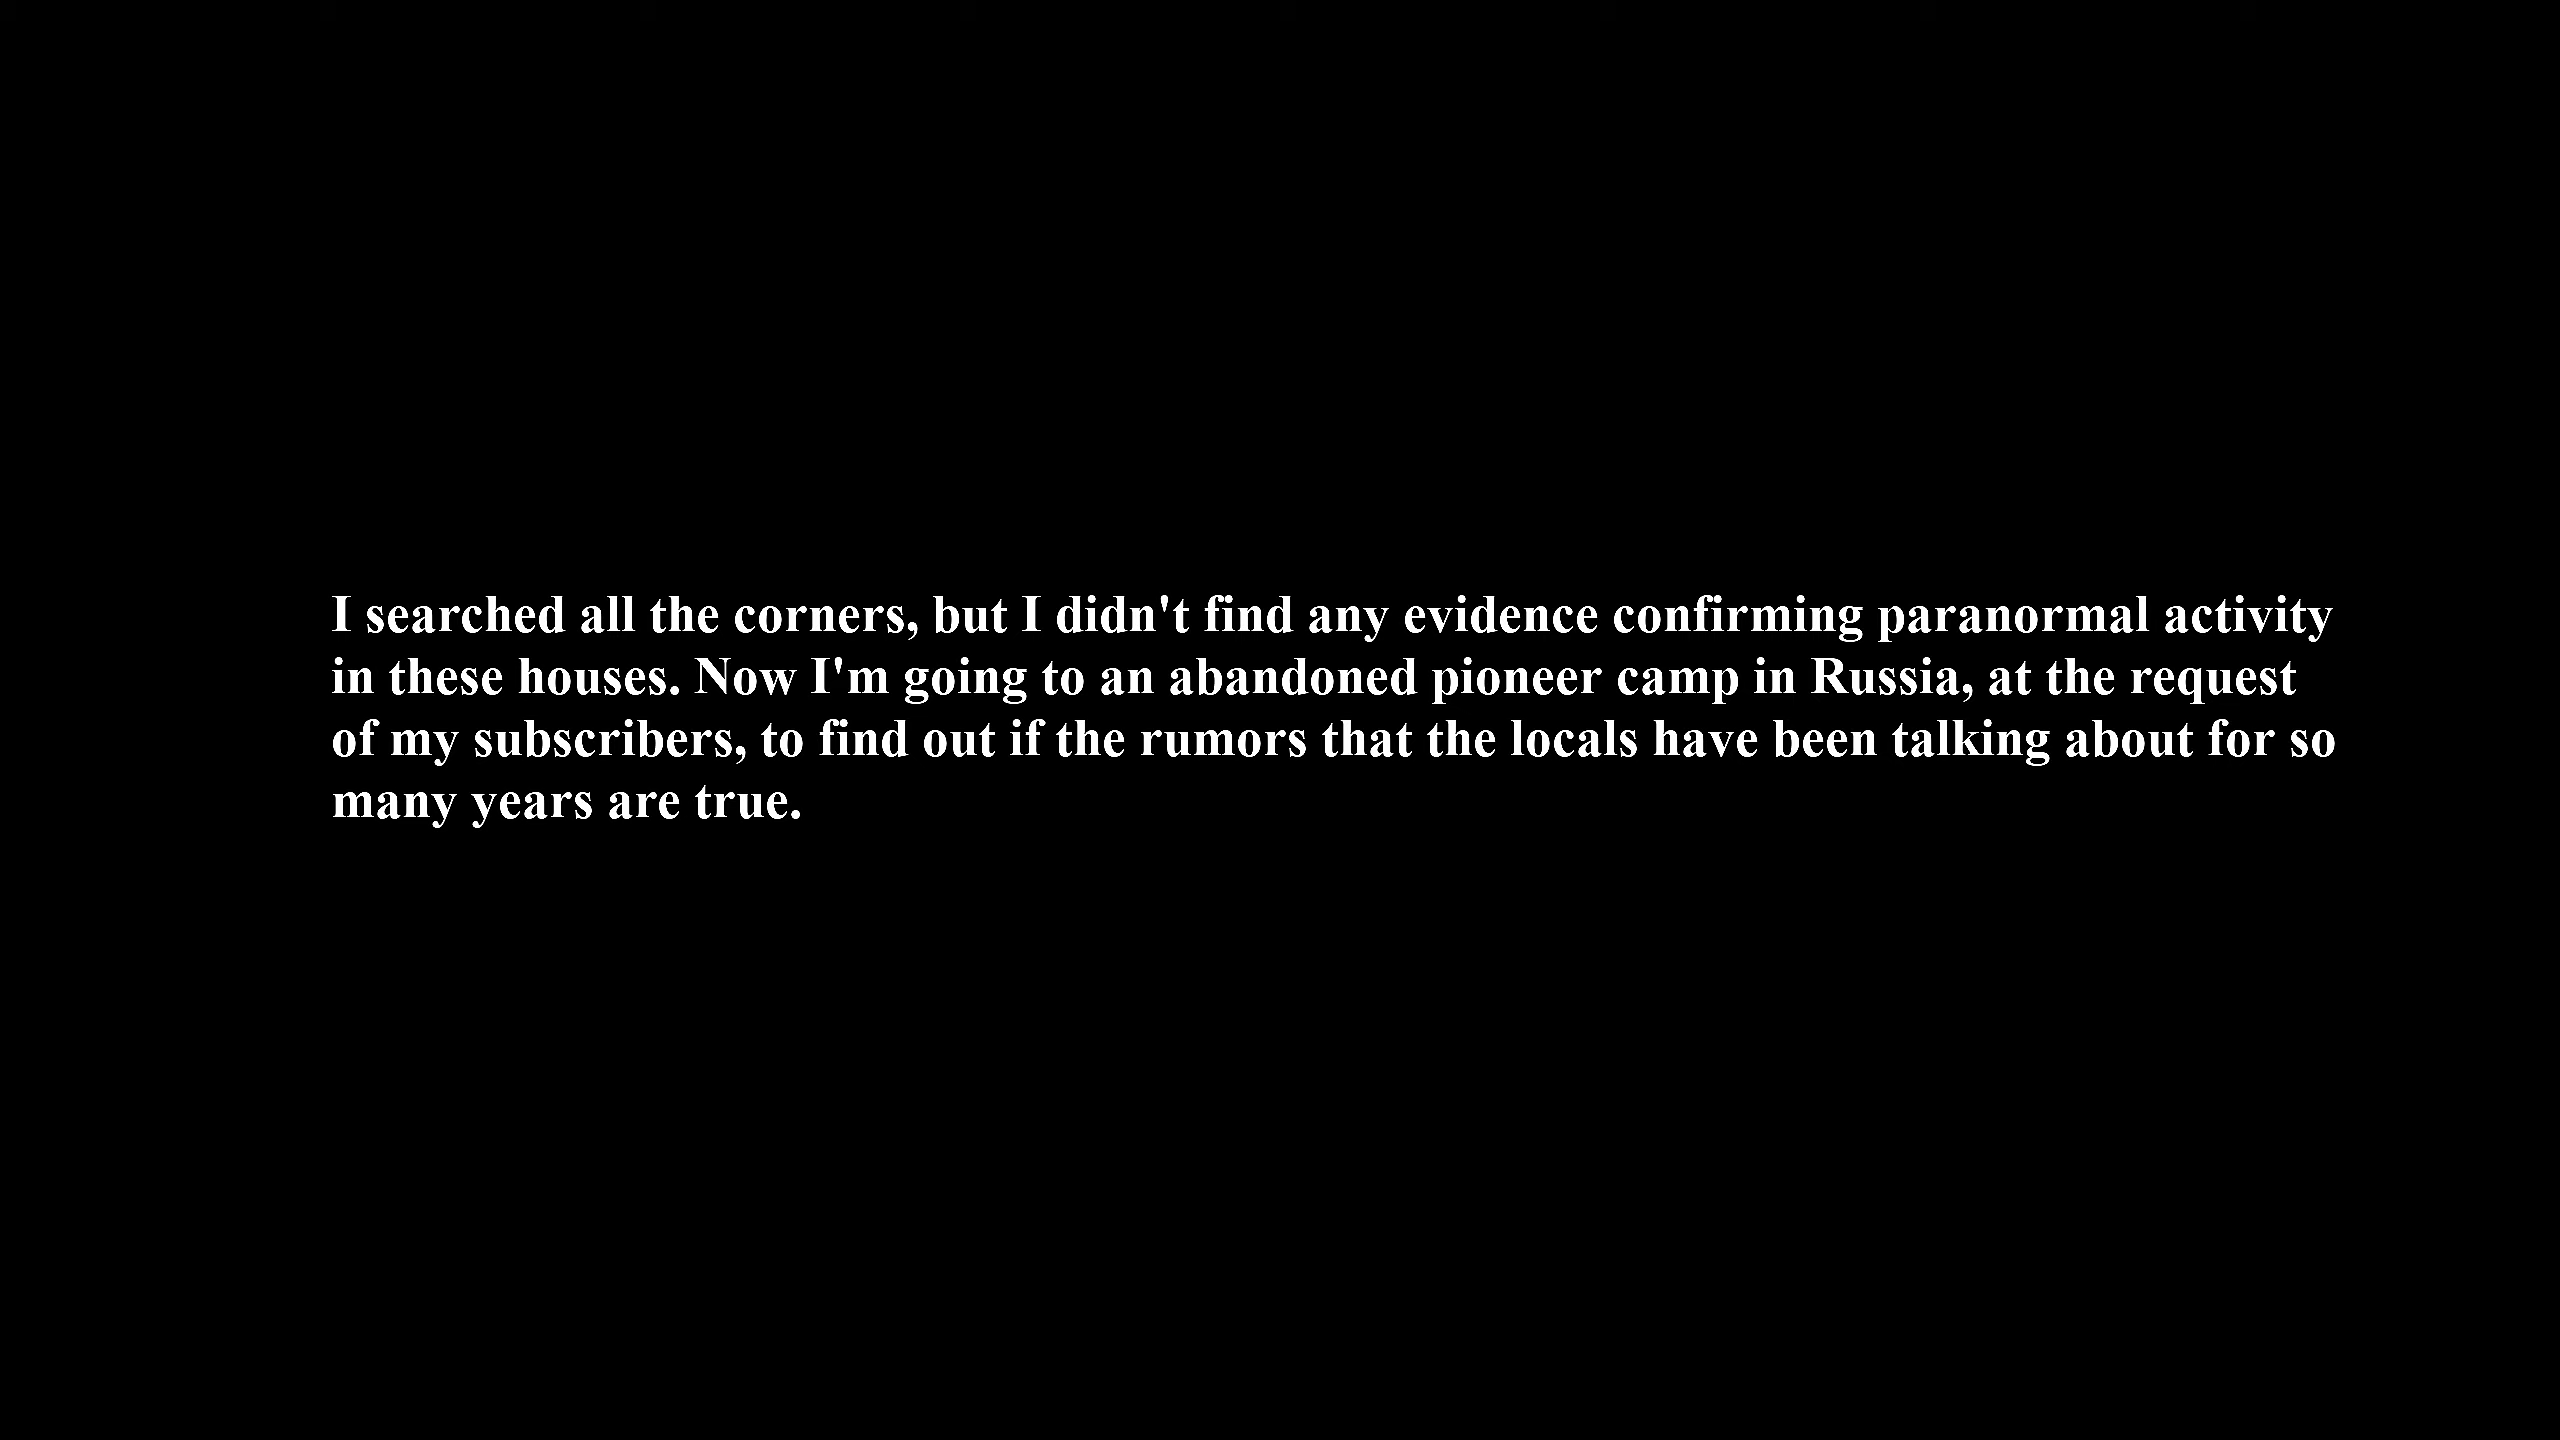 I searched all the corners, but I didn't find any evidence confirming paranormal activity
in these houses. Now I'm going to an abandoned pioneer camp in Russia, at the request
of my subscribers, to find out if the rumors that the locals have been talking about for so
many years are true.